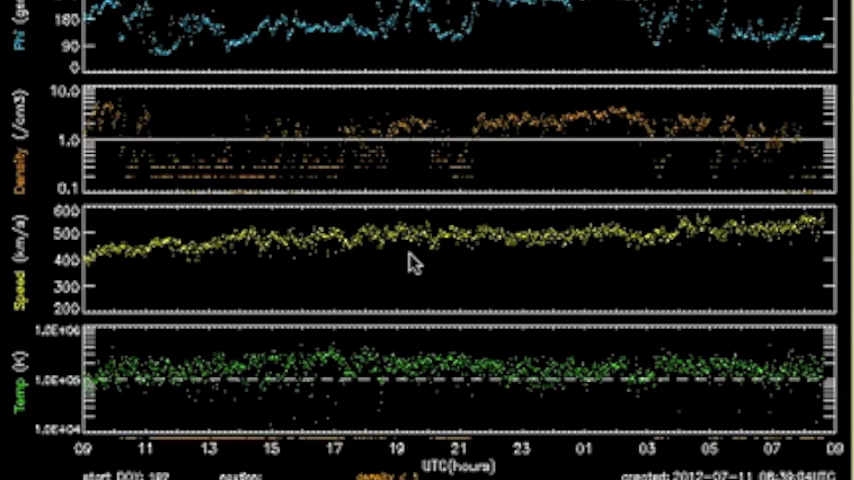 Phi
180
90
0
Density (/cm3)
10.0
1.0
0.1
Speed (km/s)
600
500
400
300
200
Temp (K)
1.0E+06
1.0E+05
1.0E+04
09 11 13 15 17 19 21 23 01 03 05 07 09
UTC(hours)
start DOY: 192 density < 1 created: 2012-07-11